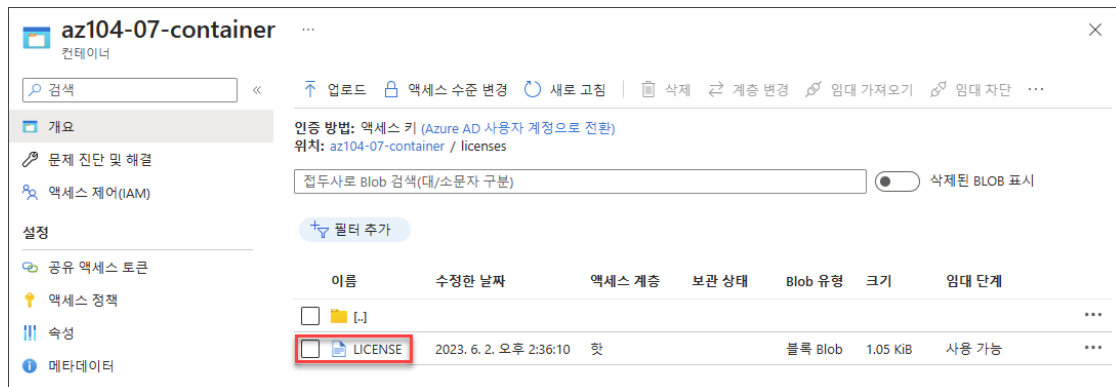 az104-07-container ...
컨테이너
검색
업로드 액세스 수준 변경 새로 고침 삭제 계층 변경 임대 가져오기 임대 차단 ...
개요
문제 진단 및 해결
액세스 제어(IAM)
설정
공유 액세스 토큰
액세스 정책
속성
메타데이터
인증 방법: 액세스 키 (Azure AD 사용자 계정으로 전환)
위치: az104-07-container / licenses
접두사로 Blob 검색(대/소문자 구분)
삭제된 BLOB 표시
필터 추가
이름 수정한 날짜 액세스 계층 보관 상태 Blob 유형 크기 임대 단계
[..]
LICENSE 2023. 6. 2. 오후 2:36:10 핫 블록 Blob 1.05 KiB 사용 가능